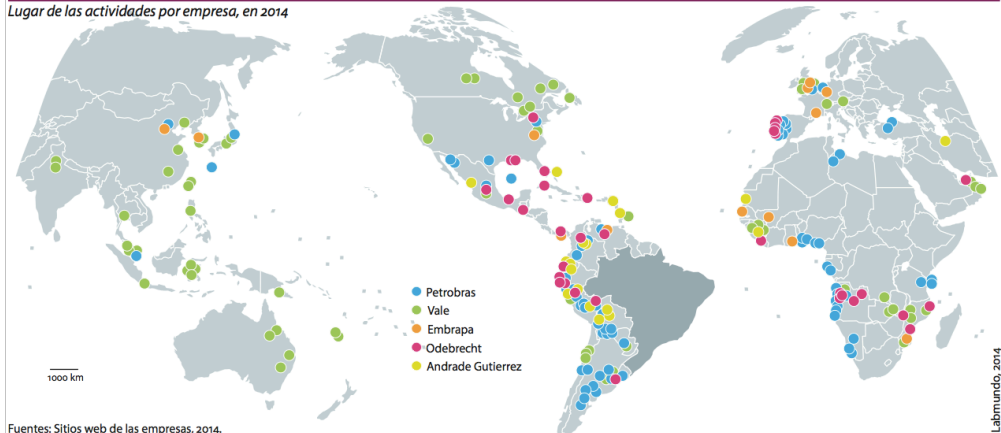 Lugar de las actividades por empresa, en 2014
Petrobras
Vale
Embrapa
Odebrecht
Andrade Gutierrez
1000 km
Fuentes: Sitios web de las empresas, 2014.
Labmundo, 2014